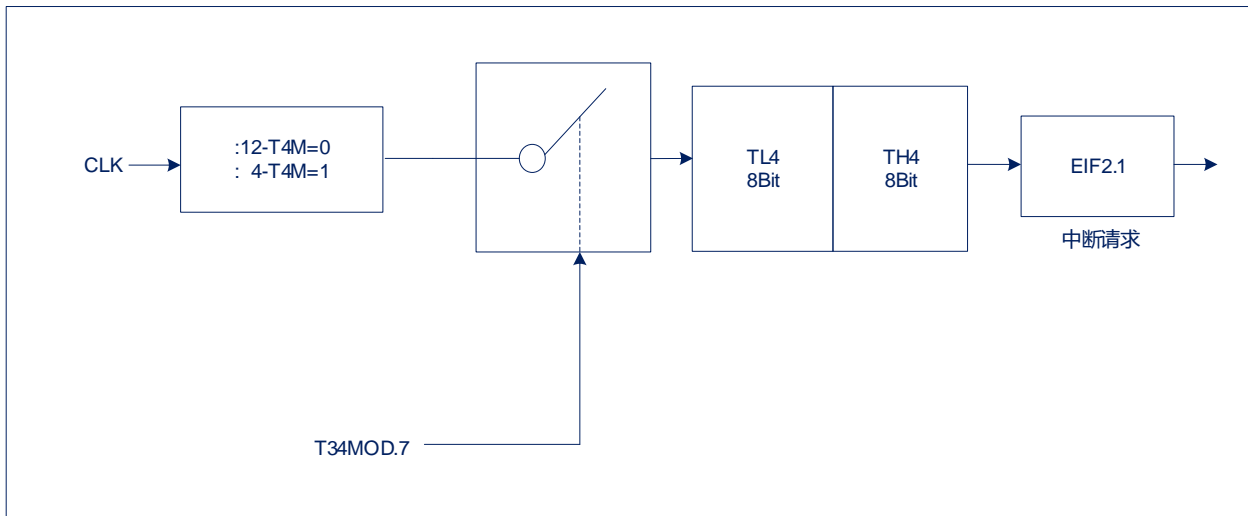 CLK
:12-T4M=0
: 4-T4M=1
TL4
8Bit
TH4
8Bit
EIF2.1
中断请求
T34MOD.7